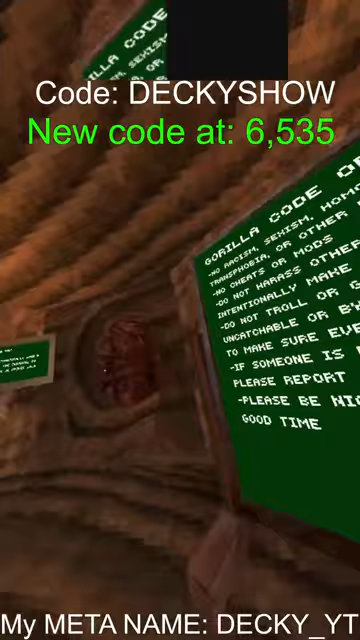 ILLA CODE
Code: DECKYSHOW
New code at: 6,535
GORILLA CODE OF
-NO RACISM, SEXISM, HOMO
TRANSPHOBIA, OR OTHER
-NO CHEATS OR MODS
-DO NOT HARASS OTHER
INTENTIONALLY MAKE
-DO NOT TROLL OR G
UNCATCHABLE OR BY
TO MAKE SURE EVE
-IF SOMEONE IS
PLEASE REPORT
-PLEASE BE NIC
GOOD TIME
My META NAME: DECKY_YT